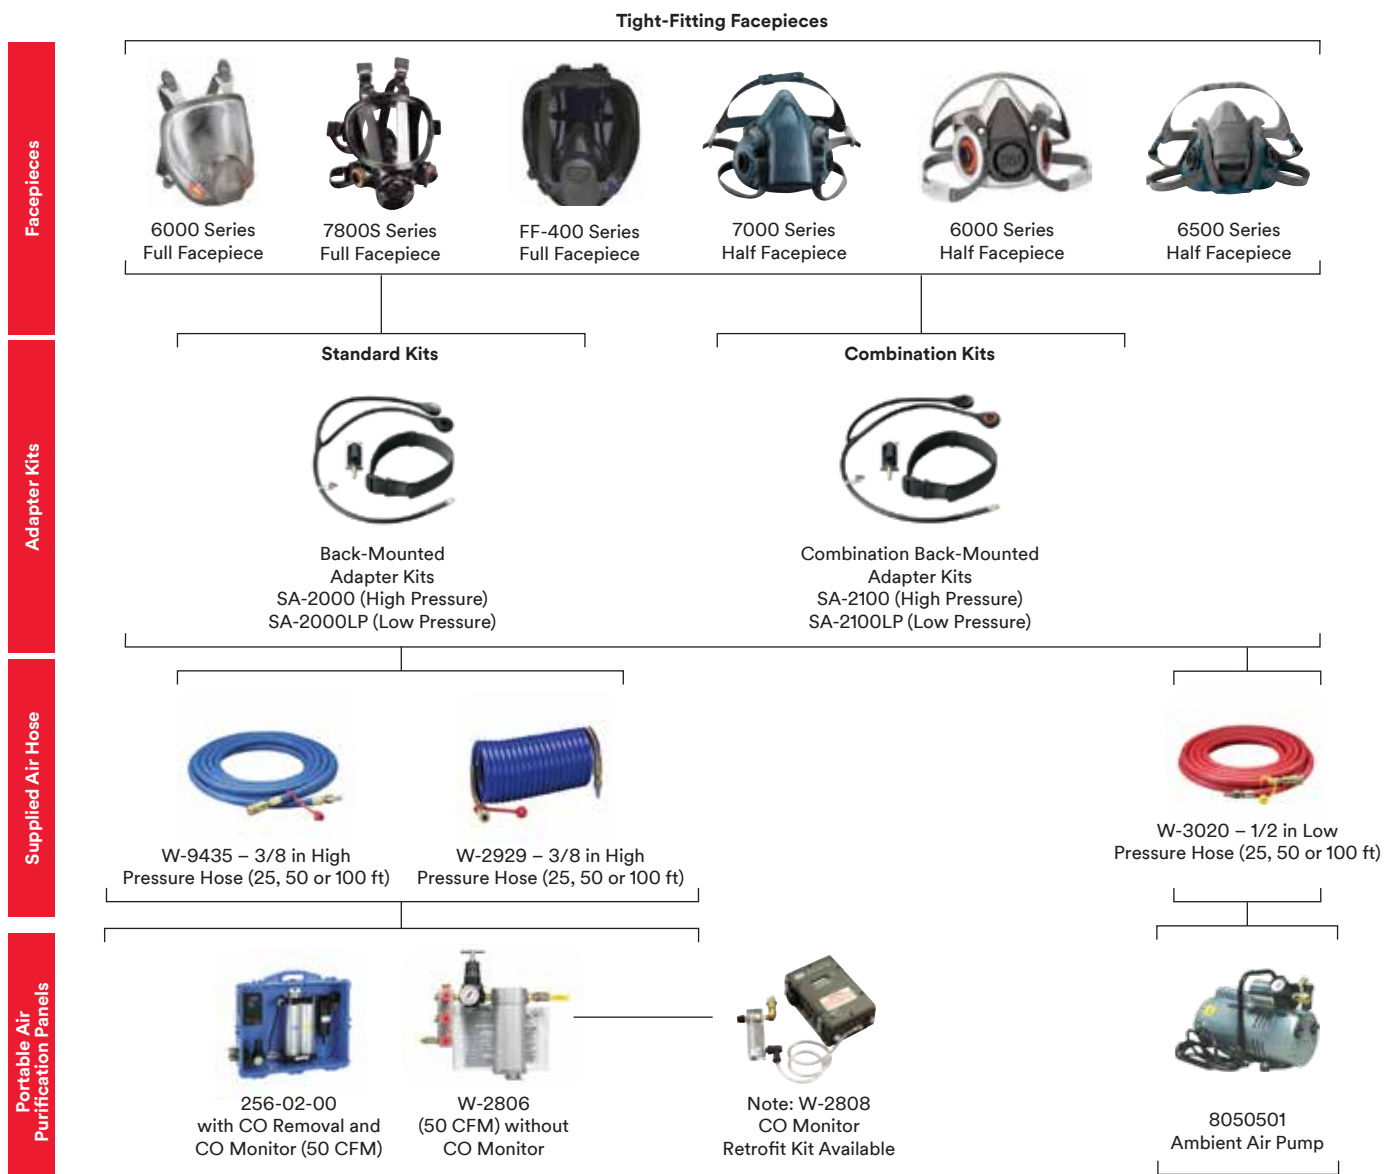 Tight-Fitting Facepieces
Facepieces
6000 Series
Full Facepiece
7800S Series
Full Facepiece
FF-400 Series
Full Facepiece
7000 Series
Half Facepiece
6000 Series
Half Facepiece
6500 Series
Half Facepiece
Adapter Kits
Standard Kits
Back-Mounted
Adapter Kits
SA-2000 (High Pressure)
SA-2000LP (Low Pressure)
Combination Kits
Combination Back-Mounted
Adapter Kits
SA-2100 (High Pressure)
SA-2100LP (Low Pressure)
Supplied Air Hose
W-9435 – 3/8 in High
Pressure Hose (25, 50 or 100 ft)
W-2929 – 3/8 in High
Pressure Hose (25, 50 or 100 ft)
W-3020 – 1/2 in Low
Pressure Hose (25, 50 or 100 ft)
Portable Air
Purification Panels
256-02-00
with CO Removal and
CO Monitor (50 CFM)
W-2806
(50 CFM) without
CO Monitor
Note: W-2808
CO Monitor
Retrofit Kit Available
8050501
Ambient Air Pump